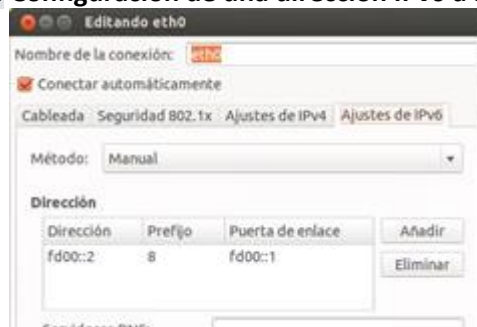 Editando eth0
Nombre de la conexión: eth0
Conectar automáticamente
Cableada Seguridad 802.1x Ajustes de IPv4 Ajustes de IPv6
Método: Manual
Dirección
Dirección Prefijo Puerta de enlace Añadir
fd00::2 8 fd00::1
Eliminar